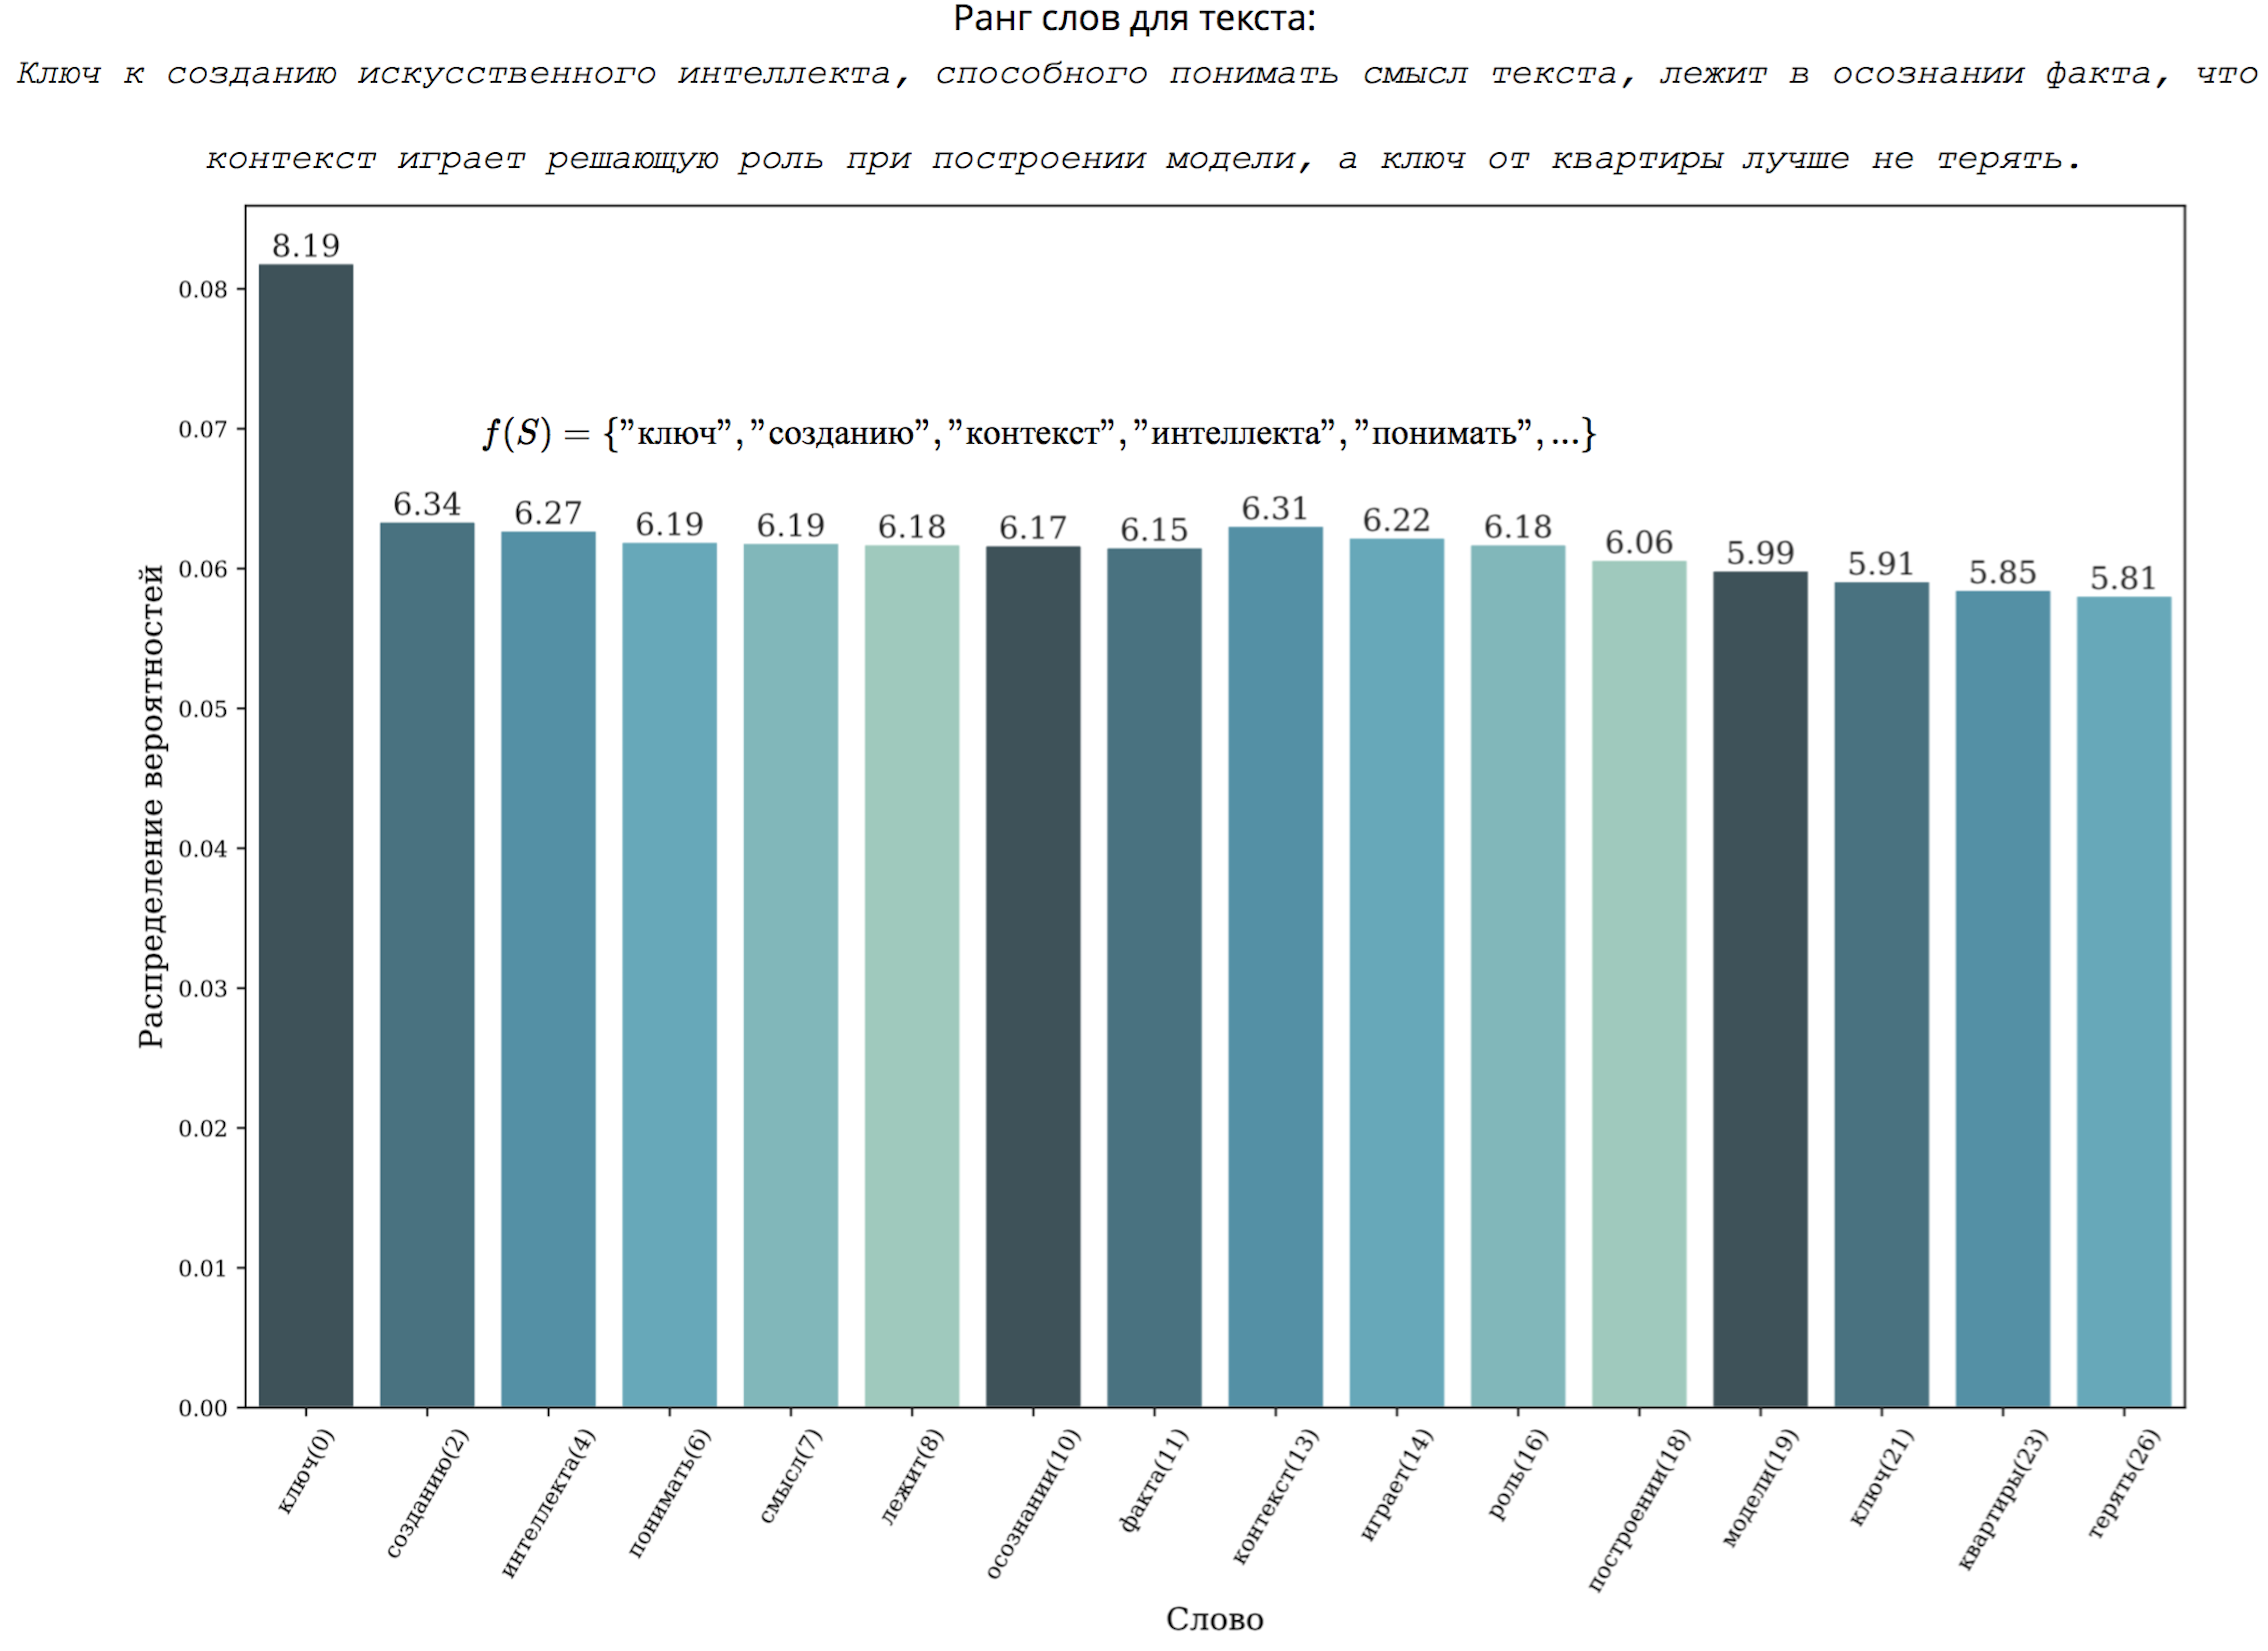 Ранг слов для текста:
Ключ к созданию искусственного интеллекта, способного понимать смысл текста, лежит в осознании факта, что
контекст играет решающую роль при построении модели, а ключ от квартиры лучше не терять.
f(S) = {"ключ", "созданию", "контекст", "интеллекта", "понимать", ...}
8.19
6.34
6.27
6.19
6.19
6.18
6.17
6.15
6.31
6.22
6.18
6.06
5.99
5.91
5.85
5.81
Распределение вероятностей
0.08
0.07
0.06
0.05
0.04
0.03
0.02
0.01
0.00
ключ(0)
созданию(2)
интеллекта(4)
понимать(6)
смысл(7)
лежит(8)
осознании(10)
факта(11)
контекст(13)
играет(14)
роль(16)
построении(18)
модели(19)
ключ(21)
квартиры(23)
терять(26)
Слово